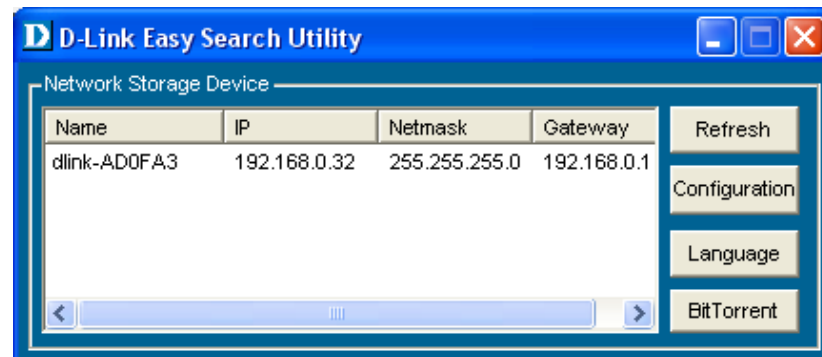 D-Link Easy Search Utility
Network Storage Device
Name IP Netmask Gateway
dlink-AD0FA3 192.168.0.32 255.255.255.0 192.168.0.1
Refresh
Configuration
Language
BitTorrent